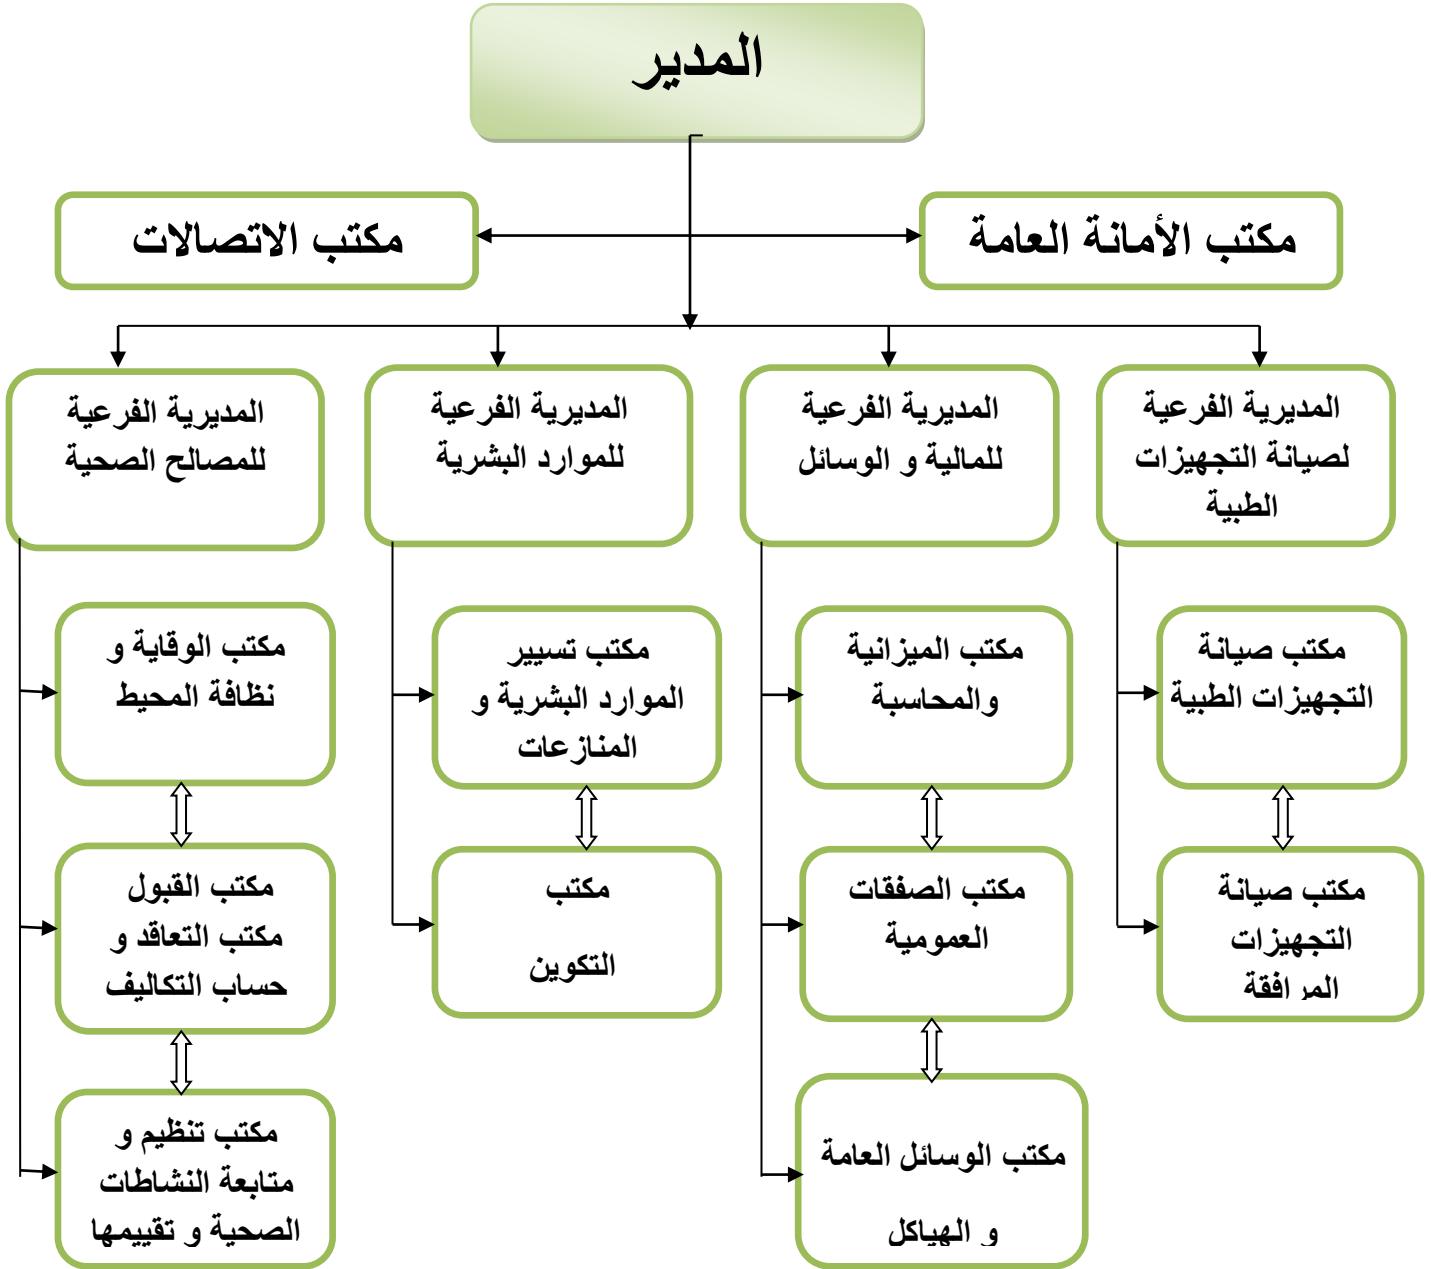 المدير
مكتب الأمانة العامة
مكتب الاتصالات
المديرية الفرعية
لصيانة التجهيزات
الطبية
المديرية الفرعية
للمالية و الوسائل
المديرية الفرعية
للموارد البشرية
المديرية الفرعية
للمصالح الصحية
مكتب صيانة
التجهيزات الطبية
مكتب الميزانية
والمحاسبة
مكتب تسيير
الموارد البشرية و
المنازعات
مكتب الوقاية و
نظافة المحيط
مكتب صيانة
التجهيزات
المرافقة
مكتب الصفقات
العمومية
مكتب
التكوين
مكتب القبول
مكتب التعاقد و
حساب التكاليف
مكتب الوسائل العامة
و الهياكل
مكتب تنظيم و
متابعة النشاطات
الصحية و تقييمها